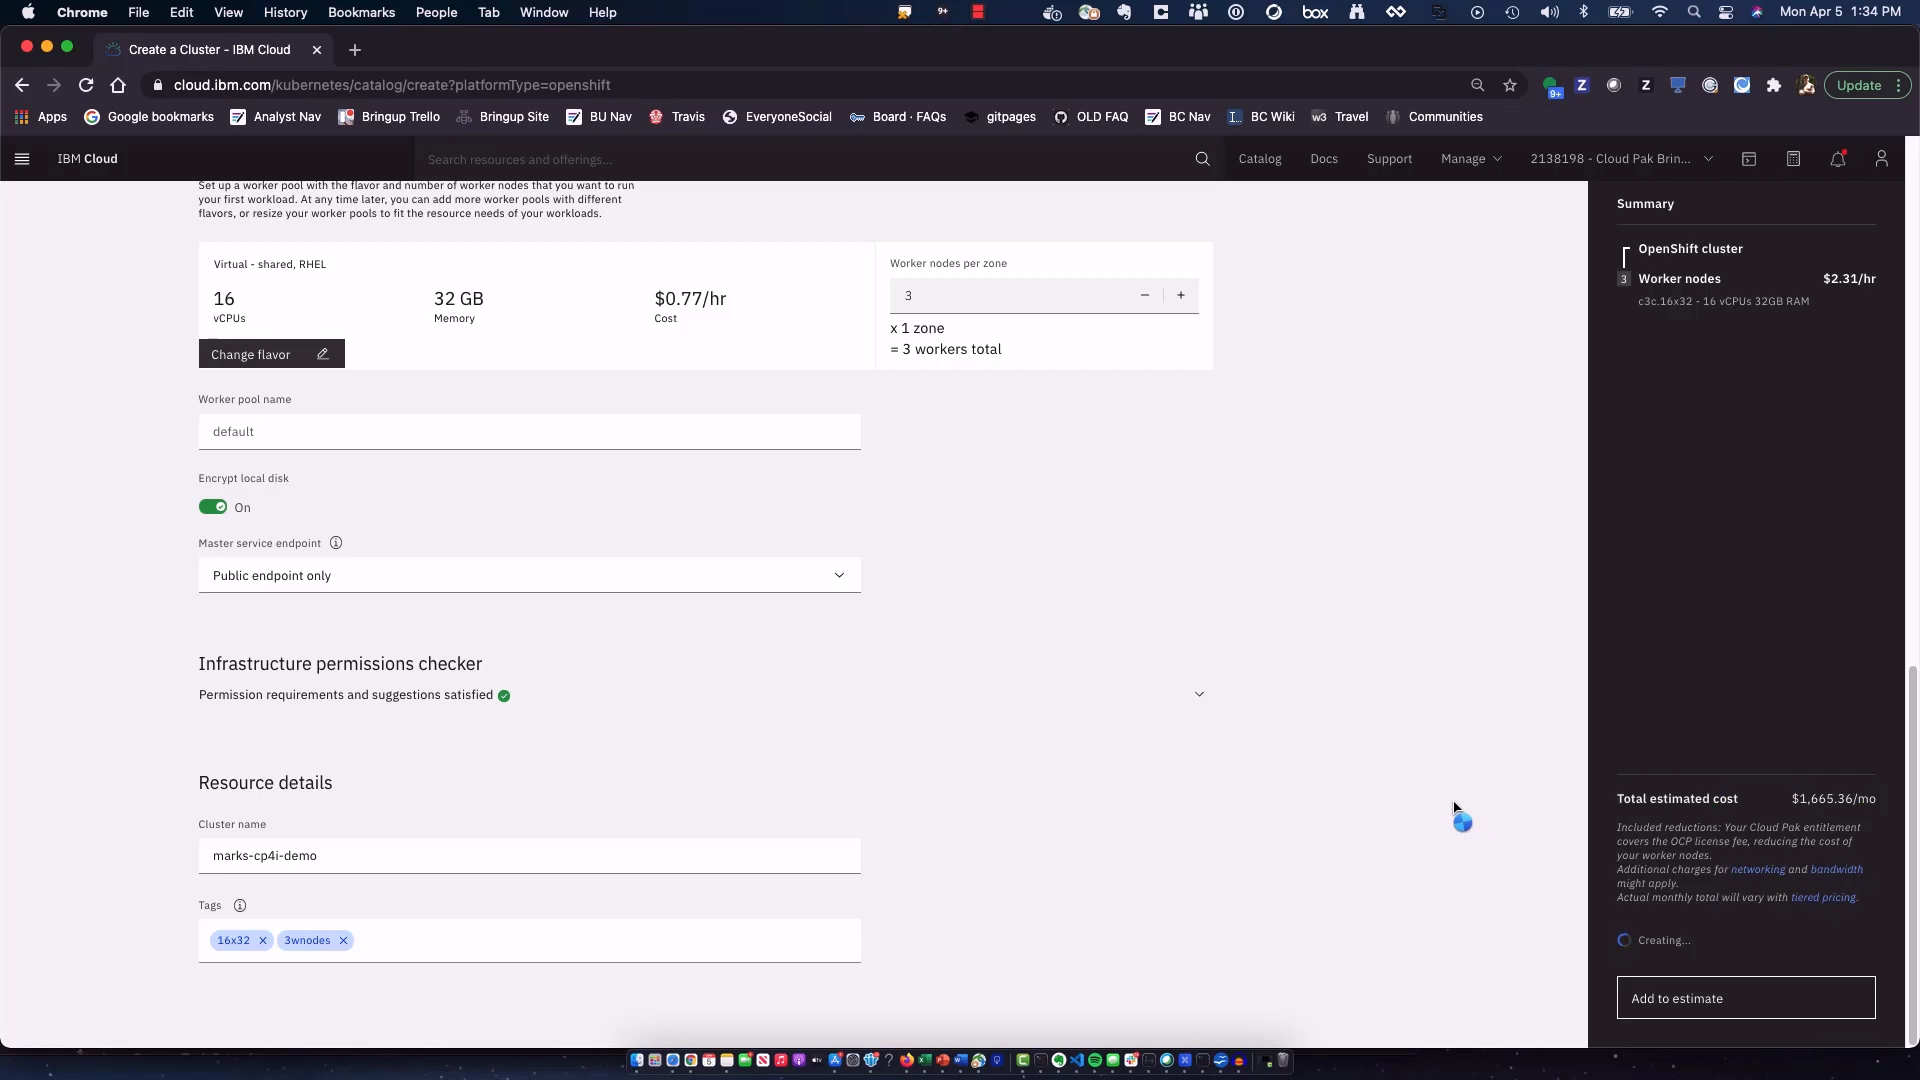 Chrome File Edit View History Bookmarks People Tab Window Help
9+
box
Mon Apr 5 1:34 PM
Create a Cluster - IBM Cloud
cloud.ibm.com/kubernetes/catalog/create?platformType=openshift
9+
Update
Apps Google bookmarks Analyst Nav Bringup Trello Bringup Site BU Nav Travis EveryoneSocial Board · FAQs gitpages OLD FAQ BC Nav BC Wiki w3 Travel Communities
IBM Cloud
Search resources and offerings...
Catalog Docs Support Manage 2138198 - Cloud Pak Brin...
Set up a worker pool with the flavor and number of worker nodes that you want to run
your first workload. At any time later, you can add more worker pools with different
flavors, or resize your worker pools to fit the resource needs of your workloads.
Virtual - shared, RHEL
16
vCPUs
32 GB
Memory
$0.77/hr
Cost
Change flavor
Worker nodes per zone
3
− +
x 1 zone
= 3 workers total
Worker pool name
default
Encrypt local disk
On
Master service endpoint
Public endpoint only
Infrastructure permissions checker
Permission requirements and suggestions satisfied
Resource details
Cluster name
marks-cp4i-demo
Tags
16x32 3wnodes
Summary
OpenShift cluster
3 Worker nodes $2.31/hr
c3c.16x32 - 16 vCPUs 32GB RAM
Total estimated cost $1,665.36/mo
Included reductions: Your Cloud Pak entitlement
covers the OCP license fee, reducing the cost of
your worker nodes.
Additional charges for networking and bandwidth
might apply.
Actual monthly total will vary with tiered pricing.
Creating...
Add to estimate